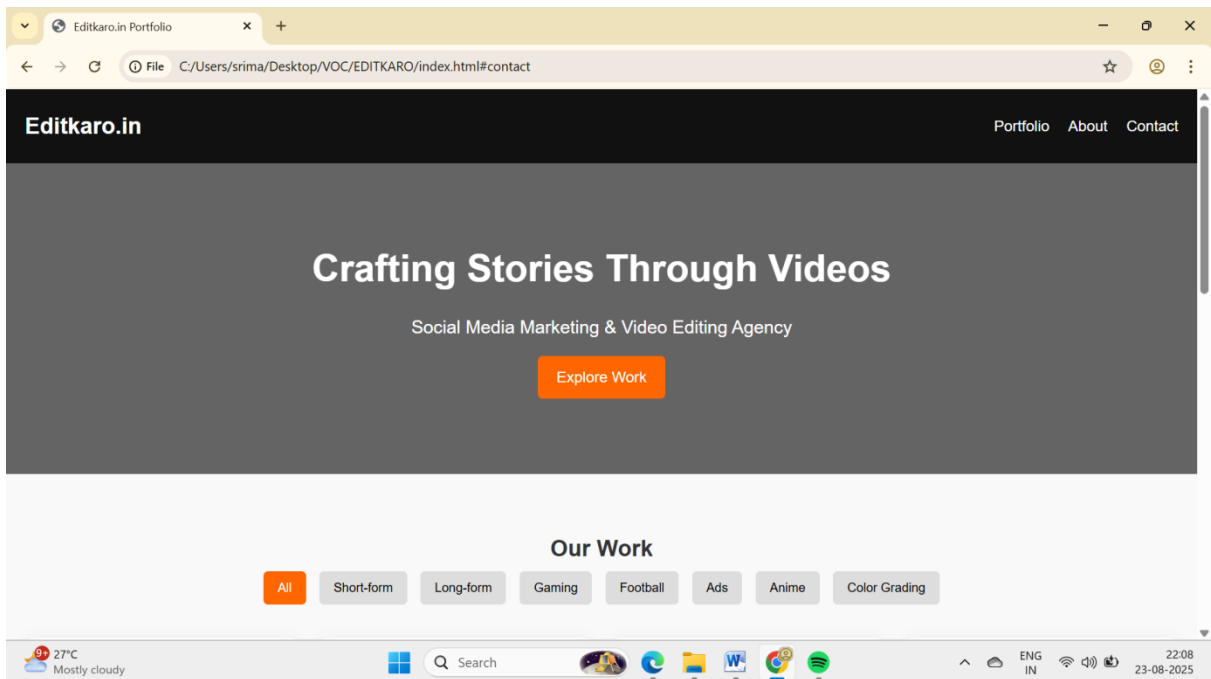 Editkaro.in Portfolio
File C:/Users/srima/Desktop/VOC/EDITKARO/index.html#contact
Editkaro.in Portfolio About Contact
Crafting Stories Through Videos
Social Media Marketing & Video Editing Agency
Explore Work
Our Work
All Short-form Long-form Gaming Football Ads Anime Color Grading
9+ 27°C
Mostly cloudy
Search
ENG
IN
22:08
23-08-2025